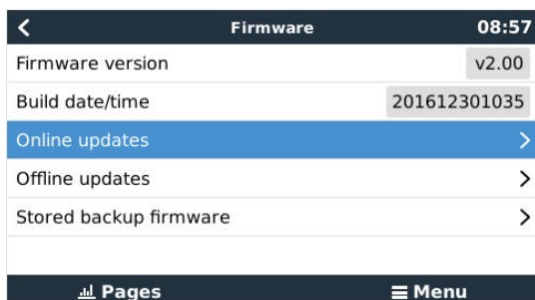 Firmware 08:57
Firmware version v2.00
Build date/time 201612301035
Online updates
Offline updates
Stored backup firmware
Pages Menu